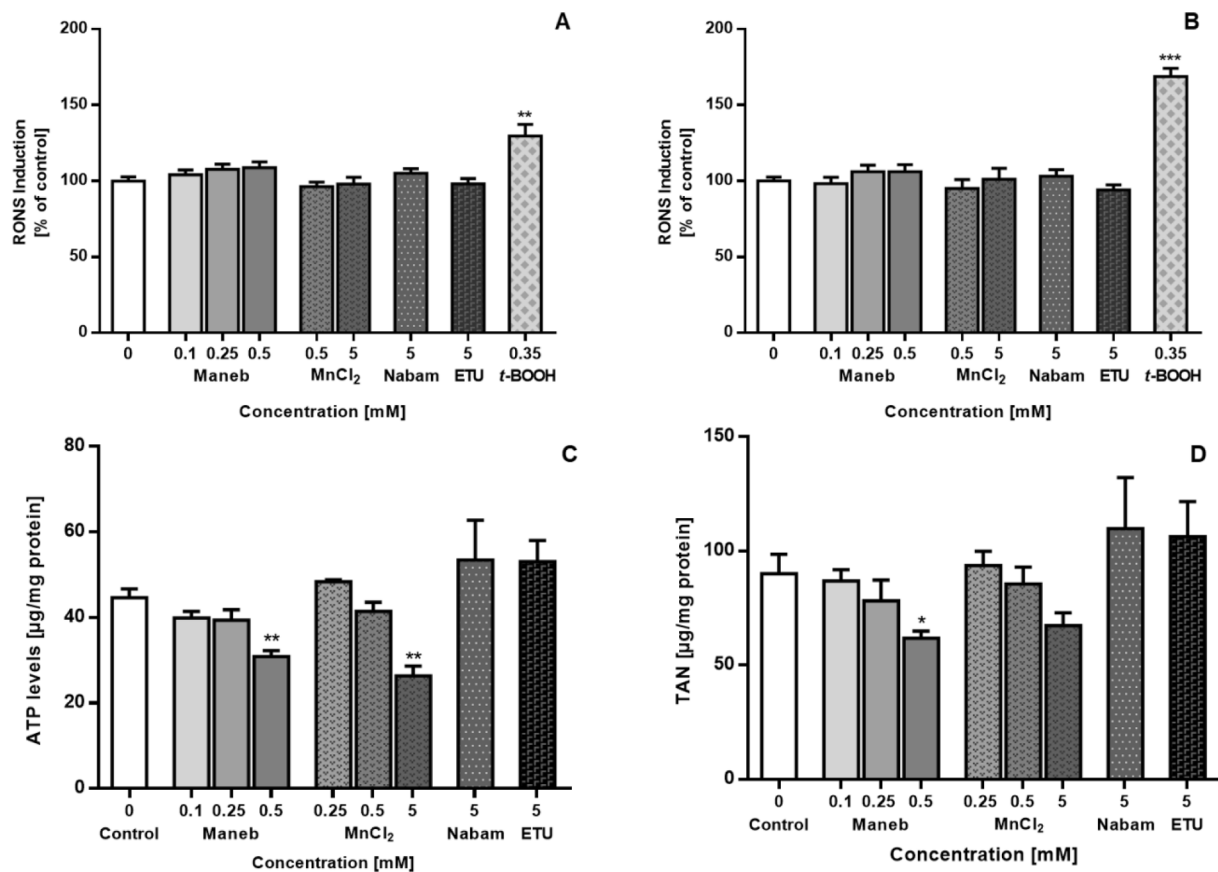 A
RONS Induction
[% of control]
200
150
100
50
0
**
0 0.1 0.25 0.5 0.5 5 5 5 0.35
Maneb MnCl₂ Nabam ETU t-BOOH
Concentration [mM]
B
RONS Induction
[% of control]
200
150
100
50
0
***
0 0.1 0.25 0.5 0.5 5 5 5 0.35
Maneb MnCl₂ Nabam ETU t-BOOH
Concentration [mM]
C
ATP levels [µg/mg protein]
80
60
40
20
0
** **
0 0.1 0.25 0.5 0.25 0.5 5 5 5
Control Maneb MnCl₂ Nabam ETU
Concentration [mM]
D
TAN [µg/mg protein]
150
100
50
0
*
0 0.1 0.25 0.5 0.25 0.5 5 5 5
Control Maneb MnCl₂ Nabam ETU
Concentration [mM]